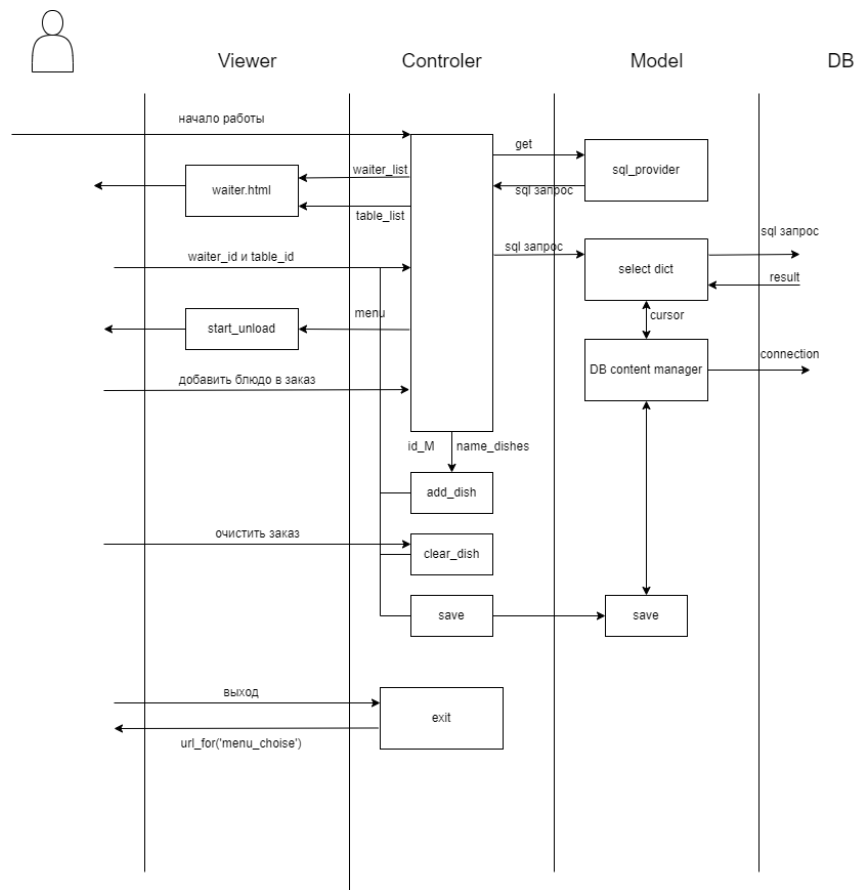 Viewer
Controler
Model
DB
начало работы
get
waiter_list
sql_provider
waiter.html
sql запрос
table_list
sql запрос
waiter_id и table_id
sql запрос
select dict
result
menu
cursor
start_unload
connection
DB content manager
добавить блюдо в заказ
id_M
name_dishes
add_dish
очистить заказ
clear_dish
save
save
выход
exit
url_for('menu_choise')